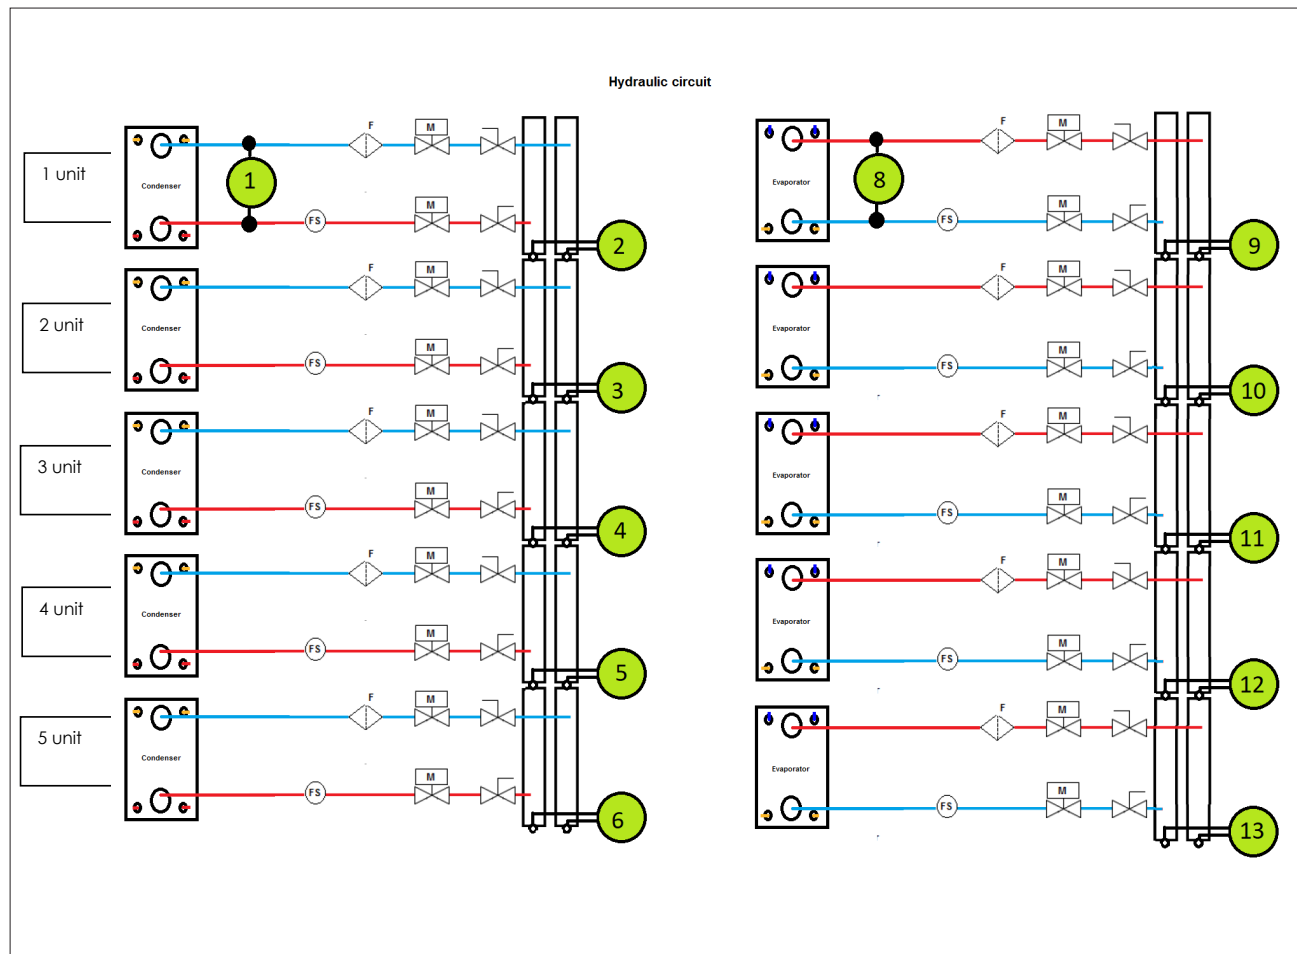 Hydraulic circuit
F M F M
1 unit Condenser 1 Evaporator 8
M M
FS FS
2 9
F M F M
2 unit Condenser Evaporator
M M
FS FS
3 10
F M F M
3 unit Condenser Evaporator
M M
FS FS
4 11
F M F M
4 unit Condenser Evaporator
M M
FS FS
5 12
F M F M
5 unit Condenser Evaporator
M M
FS FS
6 13